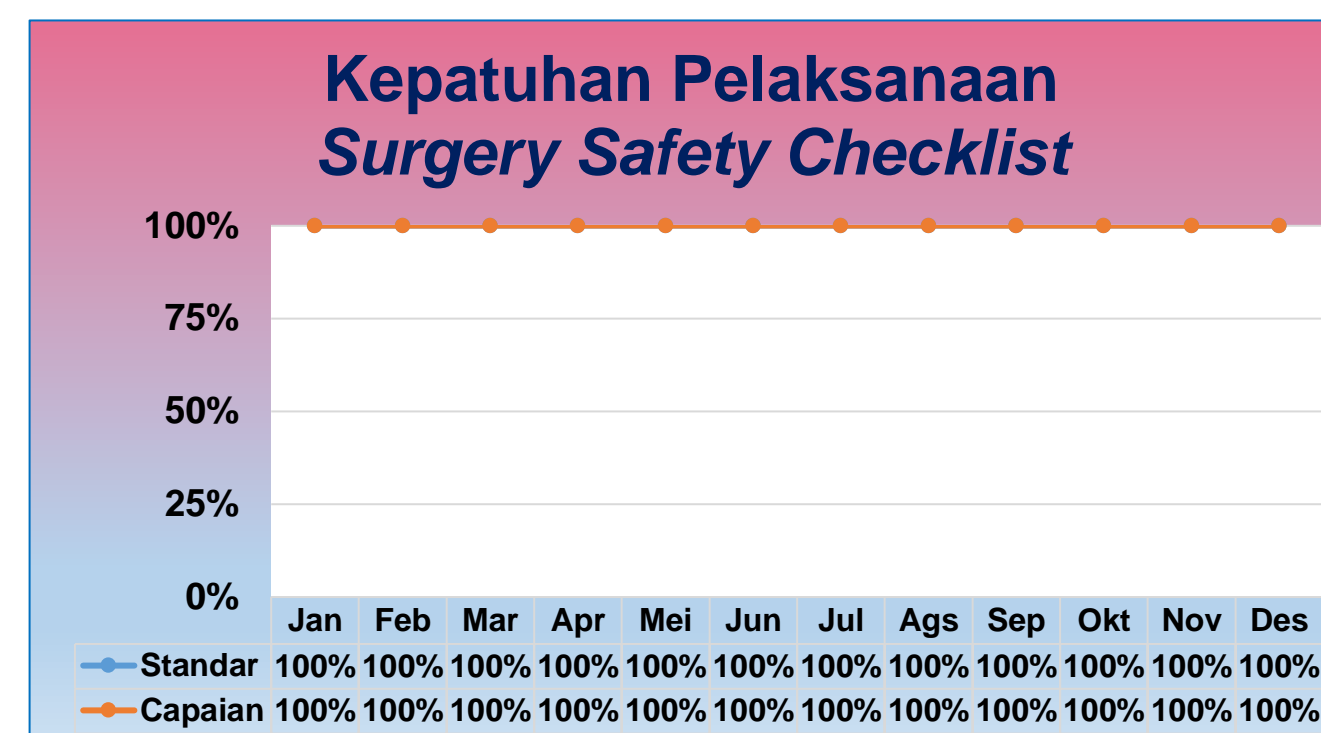 Kepatuhan Pelaksanaan
Surgery Safety Checklist
100%
75%
50%
25%
0%
Jan Feb Mar Apr Mei Jun Jul Ags Sep Okt Nov Des
Standar 100% 100% 100% 100% 100% 100% 100% 100% 100% 100% 100% 100%
Capaian 100% 100% 100% 100% 100% 100% 100% 100% 100% 100% 100% 100%